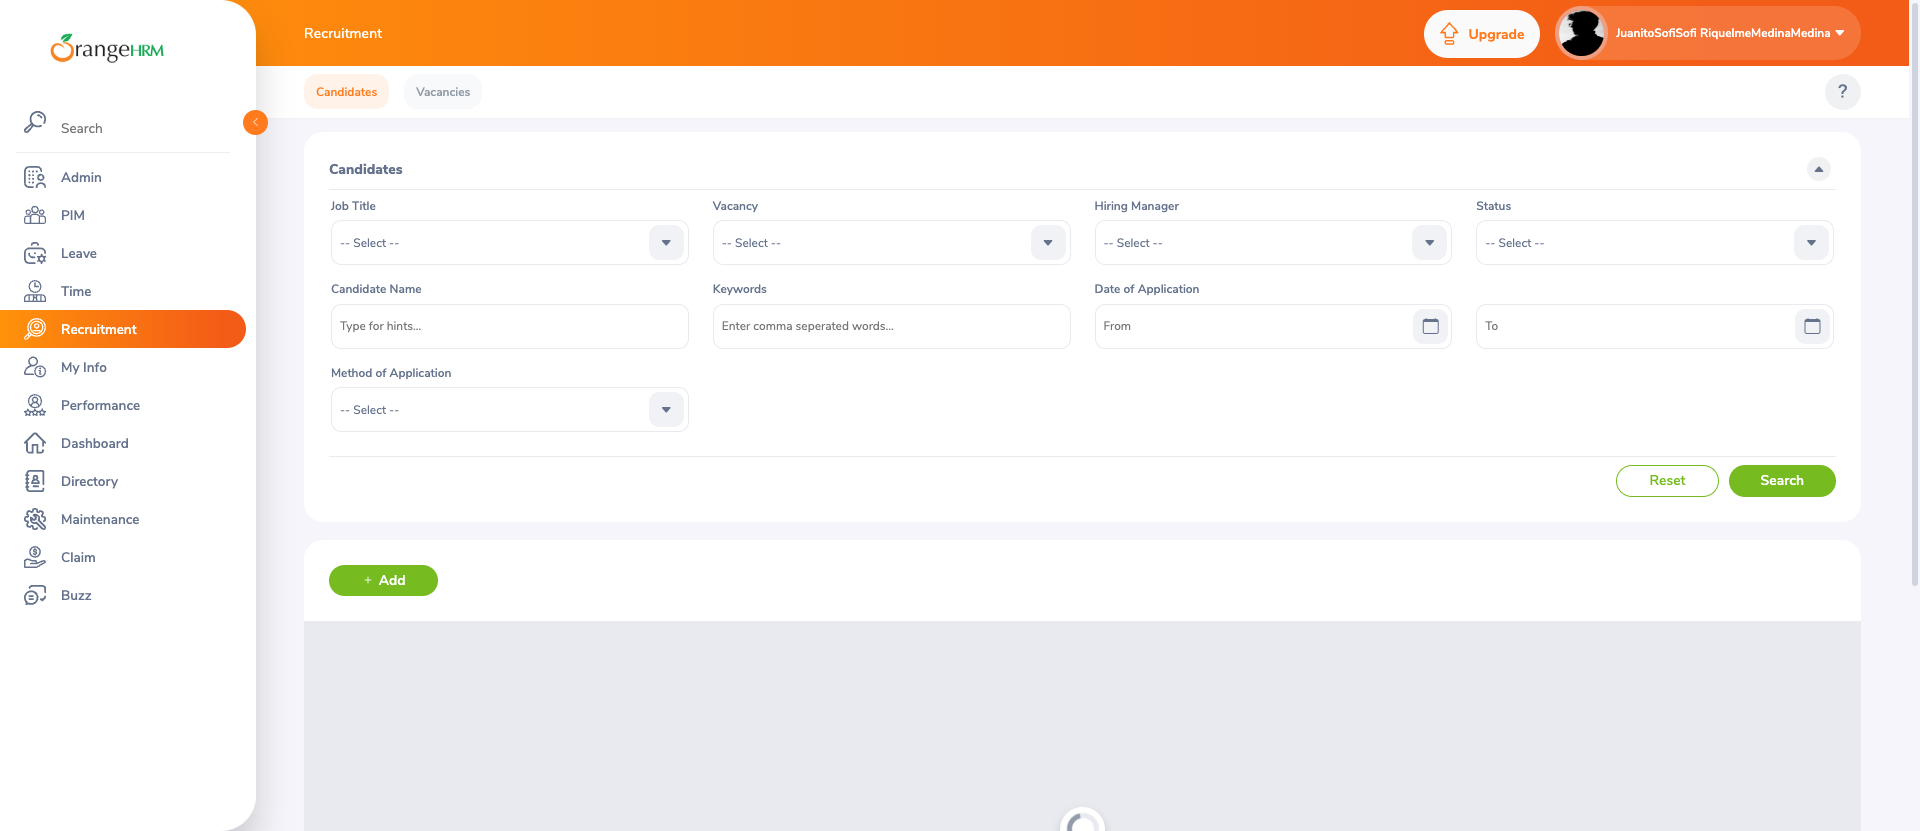 OrangeHRM
Recruitment
Upgrade
JuanitoSofiSofi RiquelmeMedinaMedina
Candidates
Vacancies
?
Search
Admin
PIM
Leave
Time
Recruitment
My Info
Performance
Dashboard
Directory
Maintenance
Claim
Buzz
Candidates
Job Title
Vacancy
Hiring Manager
Status
-- Select --
-- Select --
-- Select --
-- Select --
Candidate Name
Keywords
Date of Application
Type for hints...
Enter comma seperated words...
From
To
Method of Application
-- Select --
Reset
Search
+ Add